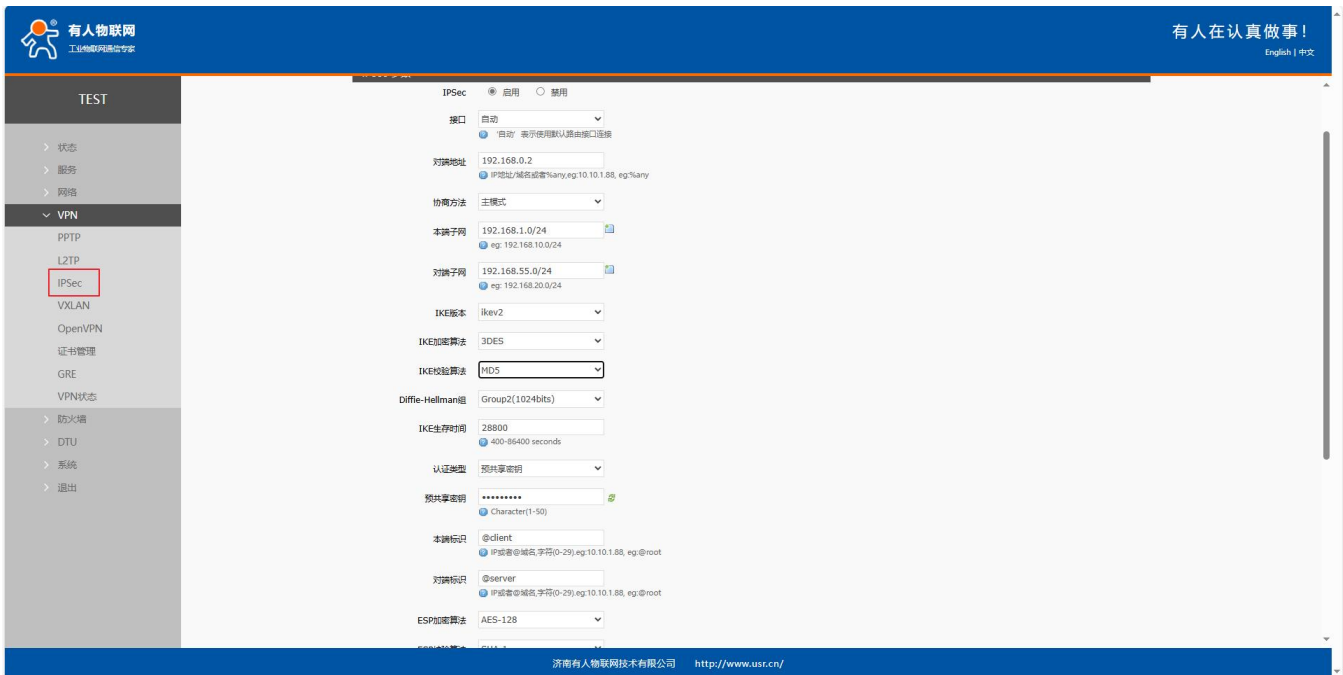 有人物联网
工业物联网通信专家
有人在认真做事！
English | 中文
TEST
状态
服务
网络
VPN
PPTP
L2TP
IPSec
VXLAN
OpenVPN
证书管理
GRE
VPN状态
防火墙
DTU
系统
退出
IPSec 启用 禁用
接口 自动
‘自动’表示使用默认路由接口连接
对端地址 192.168.0.2
IP地址/域名或者%any,eg:10.10.1.88, eg:%any
协商方法 主模式
本端子网 192.168.1.0/24
eg: 192.168.10.0/24
对端子网 192.168.55.0/24
eg: 192.168.20.0/24
IKE版本 ikev2
IKE加密算法 3DES
IKE校验算法 MD5
Diffie-Hellman组 Group2(1024bits)
IKE生存时间 28800
400-86400 seconds
认证类型 预共享密钥
预共享密钥 •••••••••
Character(1-50)
本端标识 @client
IP或者@域名,字符(0-29).eg:10.10.1.88, eg:@root
对端标识 @server
IP或者@域名,字符(0-29).eg:10.10.1.88, eg:@root
ESP加密算法 AES-128
济南有人物联网技术有限公司 http://www.usr.cn/